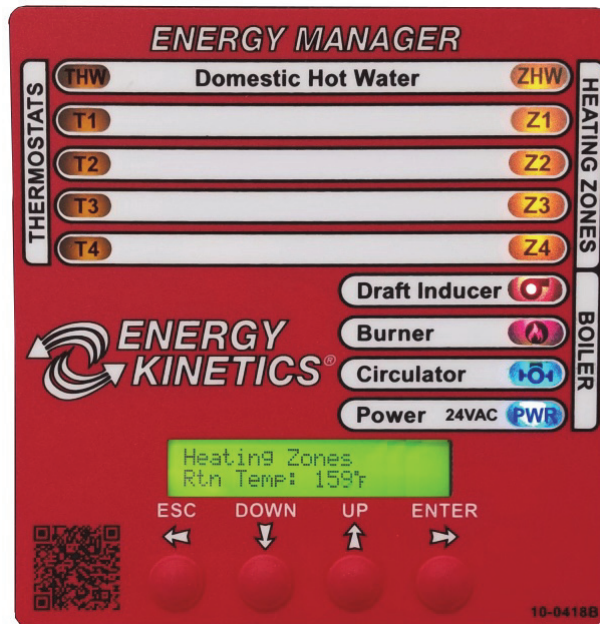 ENERGY MANAGER
THERMOSTATS
HEATING ZONES
THW Domestic Hot Water ZHW
T1 Z1
T2 Z2
T3 Z3
T4 Z4
BOILER
Draft Inducer
Burner
Circulator
Power 24VAC PWR
ENERGY
KINETICS®
Heating Zones
Rtn Temp: 159°F
ESC DOWN UP ENTER
10-0418B